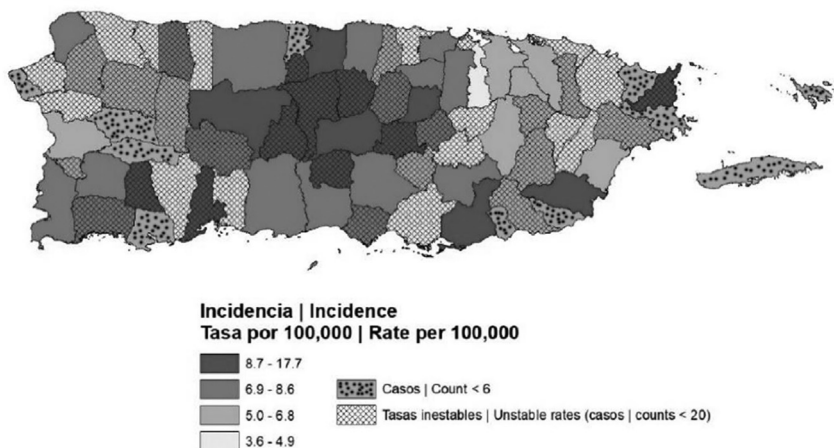 Incidencia | Incidence
Tasa por 100,000 | Rate per 100,000
8.7 - 17.7
6.9 - 8.6
5.0 - 6.8
3.6 - 4.9
Casos | Count < 6
Tasas inestables | Unstable rates (casos | counts < 20)